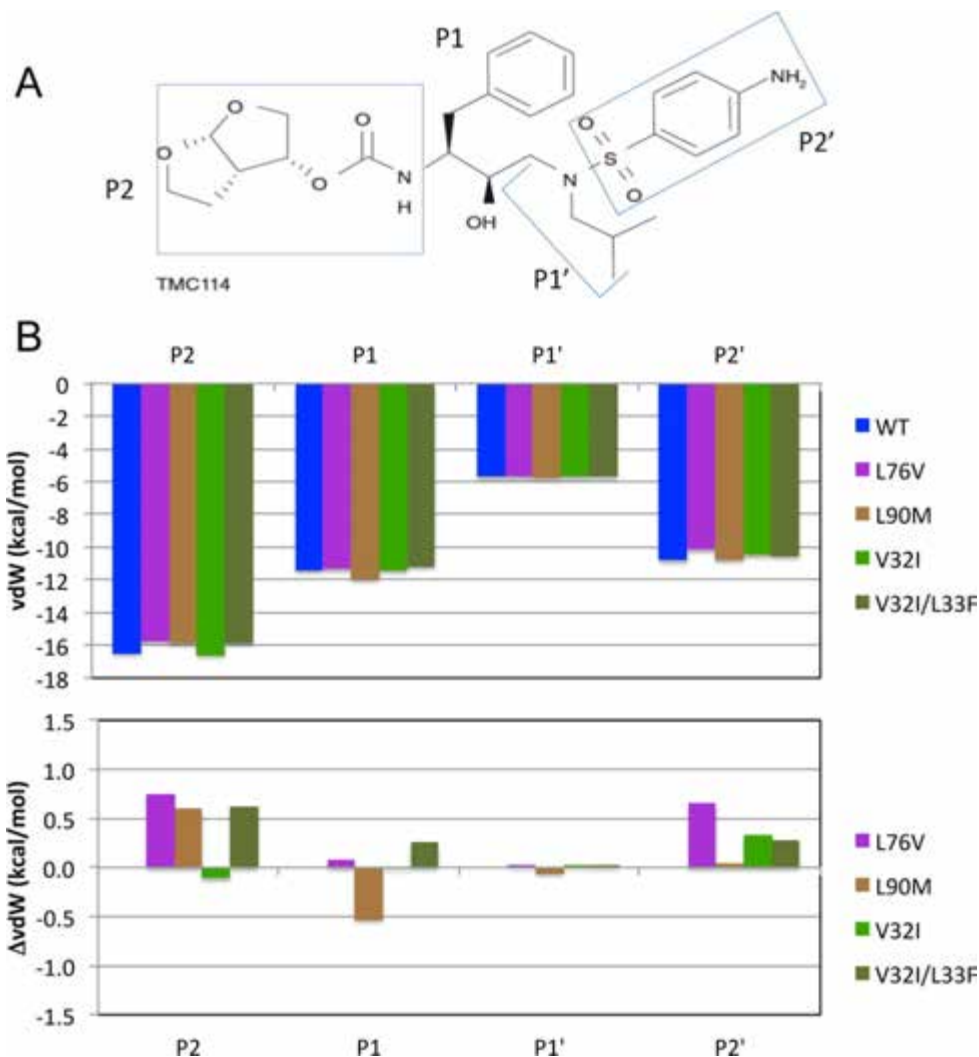 A
P1
O
NH₂
O
O
S
P2'
O
P2
O
N
H
N
O
OH
P1'
TMC114
B
P2 P1 P1' P2'
0
-2
-4
-6
-8
-10
-12
-14
-16
-18
vdW (kcal/mol)
WT
L76V
L90M
V32I
V32I/L33F
1.5
1.0
0.5
0.0
-0.5
-1.0
-1.5
ΔvdW (kcal/mol)
L76V
L90M
V32I
V32I/L33F
P2 P1 P1' P2'